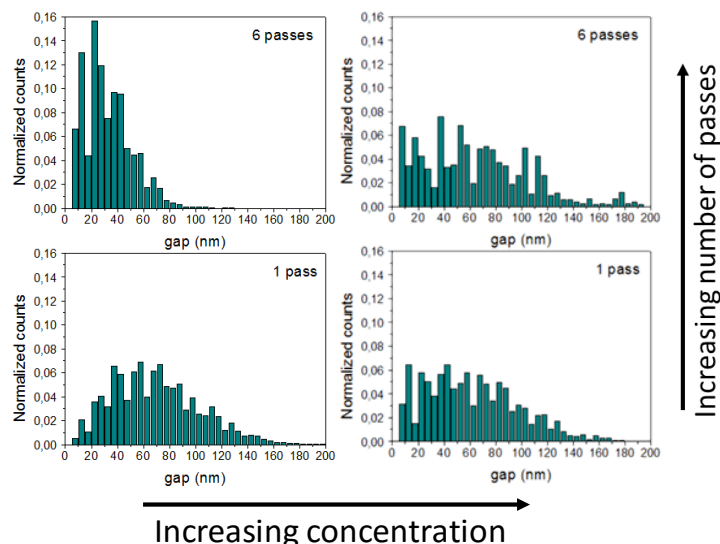 0,16
0,14
0,12
0,10
0,08
0,06
0,04
0,02
0,00
Normalized counts
6 passes
0 20 40 60 80 100 120 140 160 180 200
gap (nm)
0,16
0,14
0,12
0,10
0,08
0,06
0,04
0,02
0,00
Normalized counts
6 passes
0 20 40 60 80 100 120 140 160 180 200
gap (nm)
0,16
0,14
0,12
0,10
0,08
0,06
0,04
0,02
0,00
Normalized counts
1 pass
0 20 40 60 80 100 120 140 160 180 200
gap (nm)
0,16
0,14
0,12
0,10
0,08
0,06
0,04
0,02
0,00
Normalized counts
1 pass
0 20 40 60 80 100 120 140 160 180 200
gap (nm)
Increasing number of passes
Increasing concentration